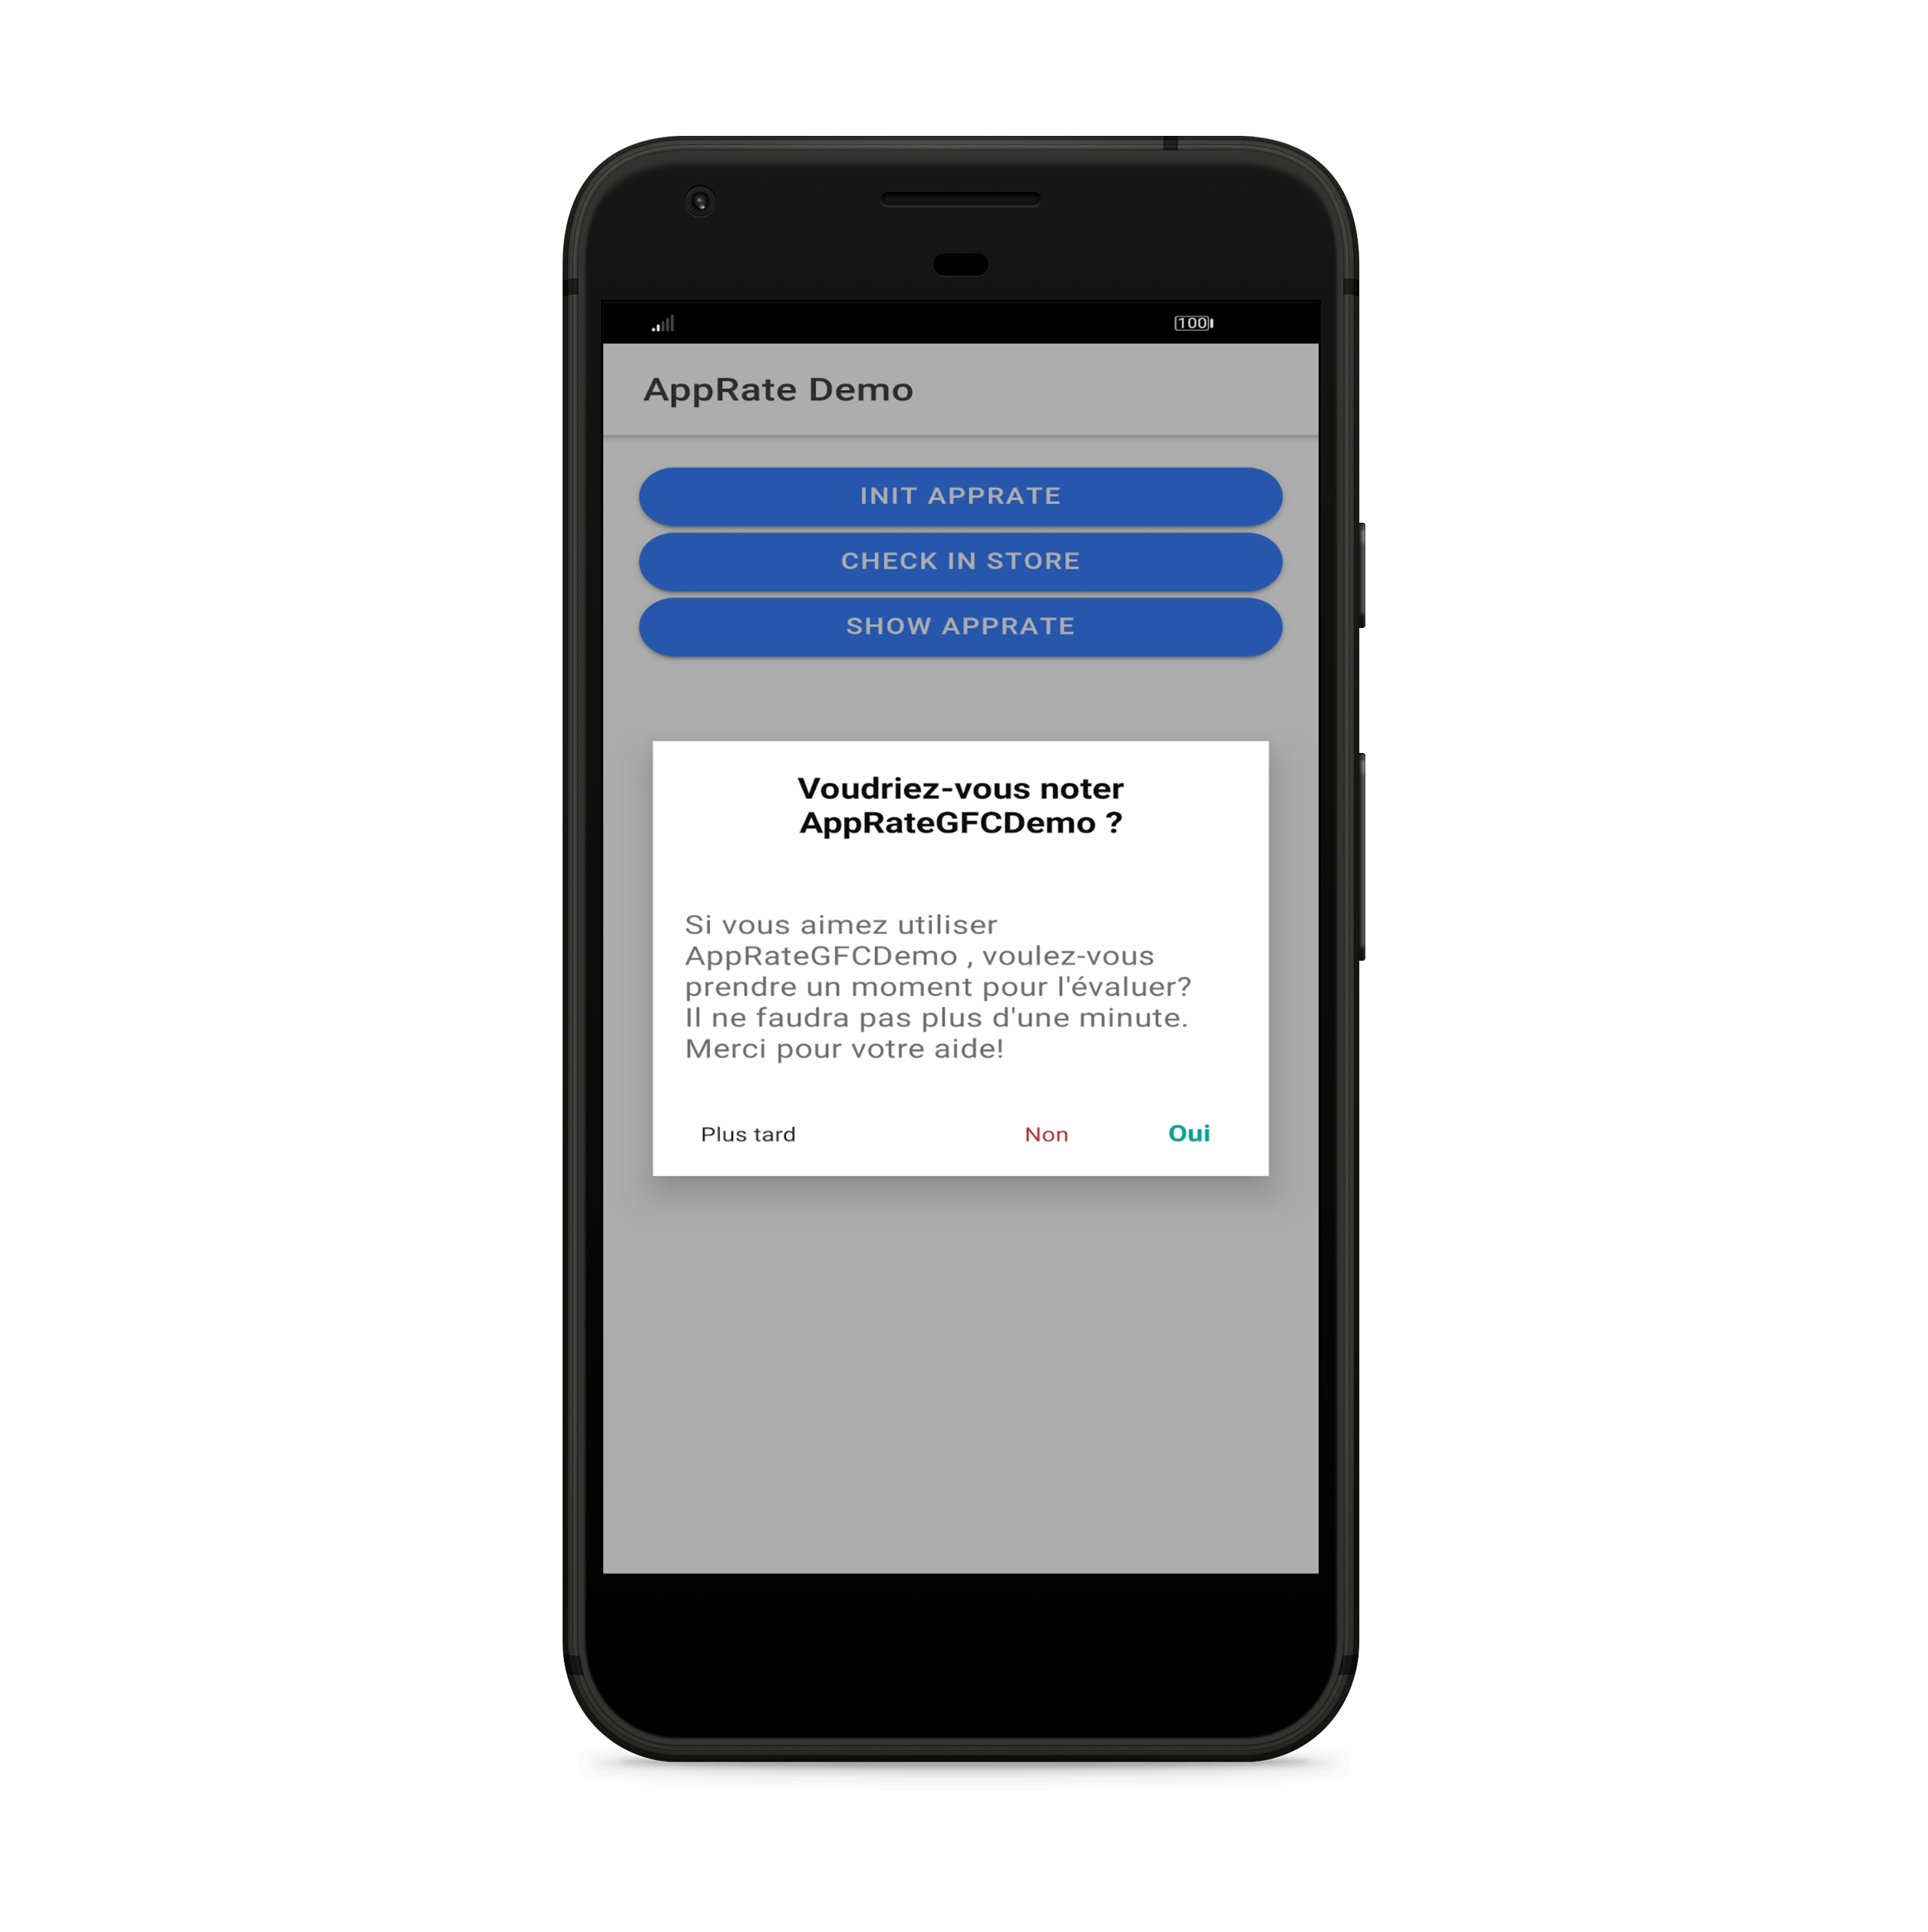 100
AppRate Demo
INIT APPRATE
CHECK IN STORE
SHOW APPRATE
Voudriez-vous noter
AppRateGFCDemo ?
Si vous aimez utiliser
AppRateGFCDemo , voulez-vous
prendre un moment pour l'évaluer?
Il ne faudra pas plus d'une minute.
Merci pour votre aide!
Plus tard Non Oui